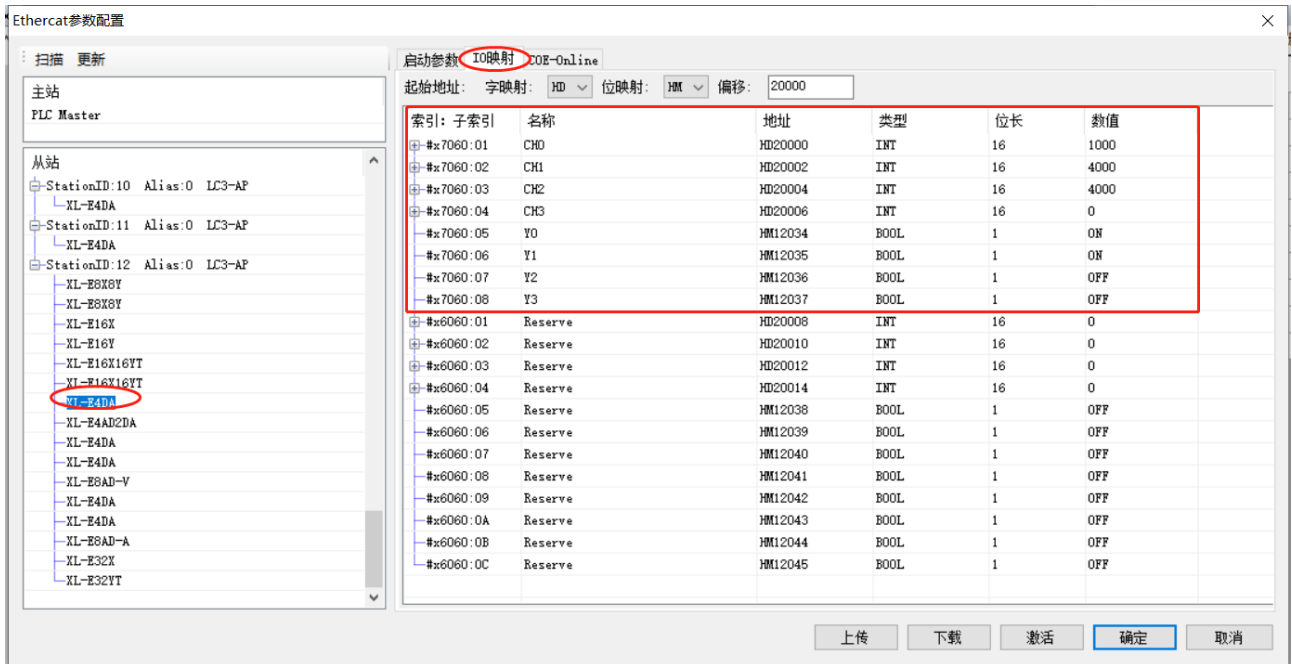 Ethercat参数配置
扫描 更新
主站
PLC Master
从站
StationID:10 Alias:0 LC3-AP
XL-E4DA
StationID:11 Alias:0 LC3-AP
XL-E4DA
StationID:12 Alias:0 LC3-AP
XL-E8X8Y
XL-E8X8Y
XL-E16X
XL-E16Y
XL-E16X16YT
XL-E16X16YT
XL-E4DA
XL-E4AD2DA
XL-E4DA
XL-E4DA
XL-E8AD-V
XL-E4DA
XL-E4DA
XL-E8AD-A
XL-E32X
XL-E32YT
启动参数 IO映射 COE-Online
起始地址: 字映射: HD 位映射: HM 偏移: 20000
索引: 子索引 名称 地址 类型 位长 数值
#x7060:01 CH0 HD20000 INT 16 1000
#x7060:02 CH1 HD20002 INT 16 4000
#x7060:03 CH2 HD20004 INT 16 4000
#x7060:04 CH3 HD20006 INT 16 0
#x7060:05 Y0 HM12034 BOOL 1 ON
#x7060:06 Y1 HM12035 BOOL 1 ON
#x7060:07 Y2 HM12036 BOOL 1 OFF
#x7060:08 Y3 HM12037 BOOL 1 OFF
#x6060:01 Reserve HD20008 INT 16 0
#x6060:02 Reserve HD20010 INT 16 0
#x6060:03 Reserve HD20012 INT 16 0
#x6060:04 Reserve HD20014 INT 16 0
#x6060:05 Reserve HM12038 BOOL 1 OFF
#x6060:06 Reserve HM12039 BOOL 1 OFF
#x6060:07 Reserve HM12040 BOOL 1 OFF
#x6060:08 Reserve HM12041 BOOL 1 OFF
#x6060:09 Reserve HM12042 BOOL 1 OFF
#x6060:0A Reserve HM12043 BOOL 1 OFF
#x6060:0B Reserve HM12044 BOOL 1 OFF
#x6060:0C Reserve HM12045 BOOL 1 OFF
上传 下载 激活 确定 取消